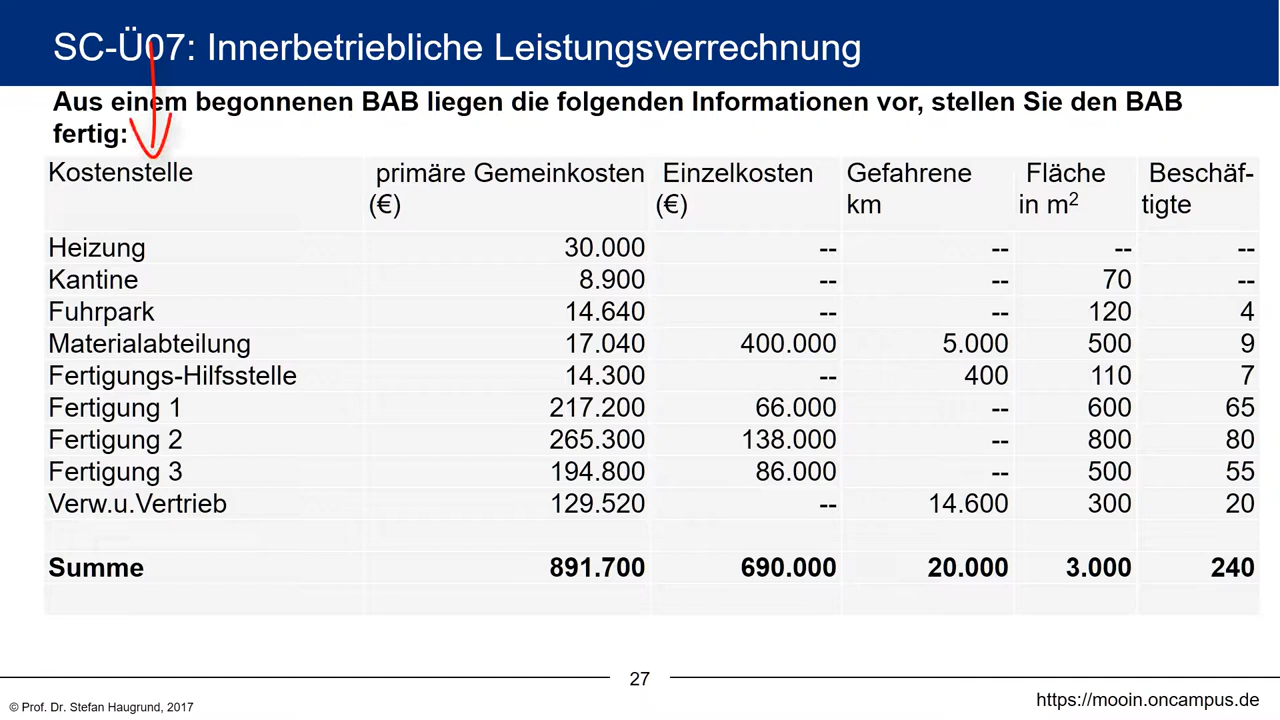 SC-Ü07: Innerbetriebliche Leistungsverrechnung
Aus einem begonnenen BAB liegen die folgenden Informationen vor, stellen Sie den BAB
fertig:
Kostenstelle primäre Gemeinkosten Einzelkosten Gefahrene Fläche Beschäf-
(€) (€) km in m² tigte
Heizung 30.000 -- -- -- --
Kantine 8.900 -- -- 70 --
Fuhrpark 14.640 -- -- 120 4
Materialabteilung 17.040 400.000 5.000 500 9
Fertigungs-Hilfsstelle 14.300 -- 400 110 7
Fertigung 1 217.200 66.000 -- 600 65
Fertigung 2 265.300 138.000 -- 800 80
Fertigung 3 194.800 86.000 -- 500 55
Verw.u.Vertrieb 129.520 -- 14.600 300 20
Summe 891.700 690.000 20.000 3.000 240
27
© Prof. Dr. Stefan Haugrund, 2017
https://mooin.oncampus.de